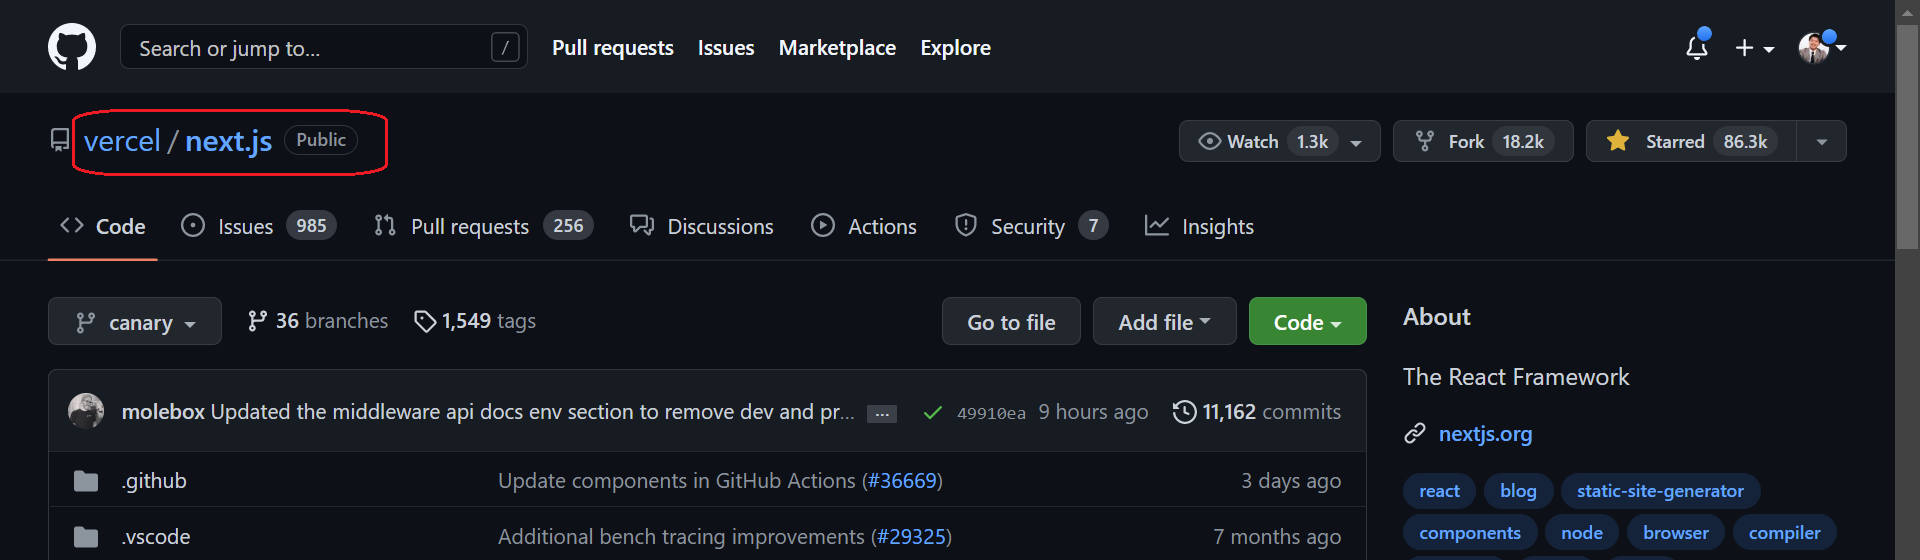 Search or jump to... / Pull requests Issues Marketplace Explore
vercel / next.js Public Watch 1.3k Fork 18.2k Starred 86.3k
Code Issues 985 Pull requests 256 Discussions Actions Security 7 Insights
canary 36 branches 1,549 tags Go to file Add file Code
About
The React Framework
molebox Updated the middleware api docs env section to remove dev and pr... ... 49910ea 9 hours ago 11,162 commits
nextjs.org
.github Update components in GitHub Actions (#36669) 3 days ago
react blog static-site-generator
.vscode Additional bench tracing improvements (#29325) 7 months ago
components node browser compiler